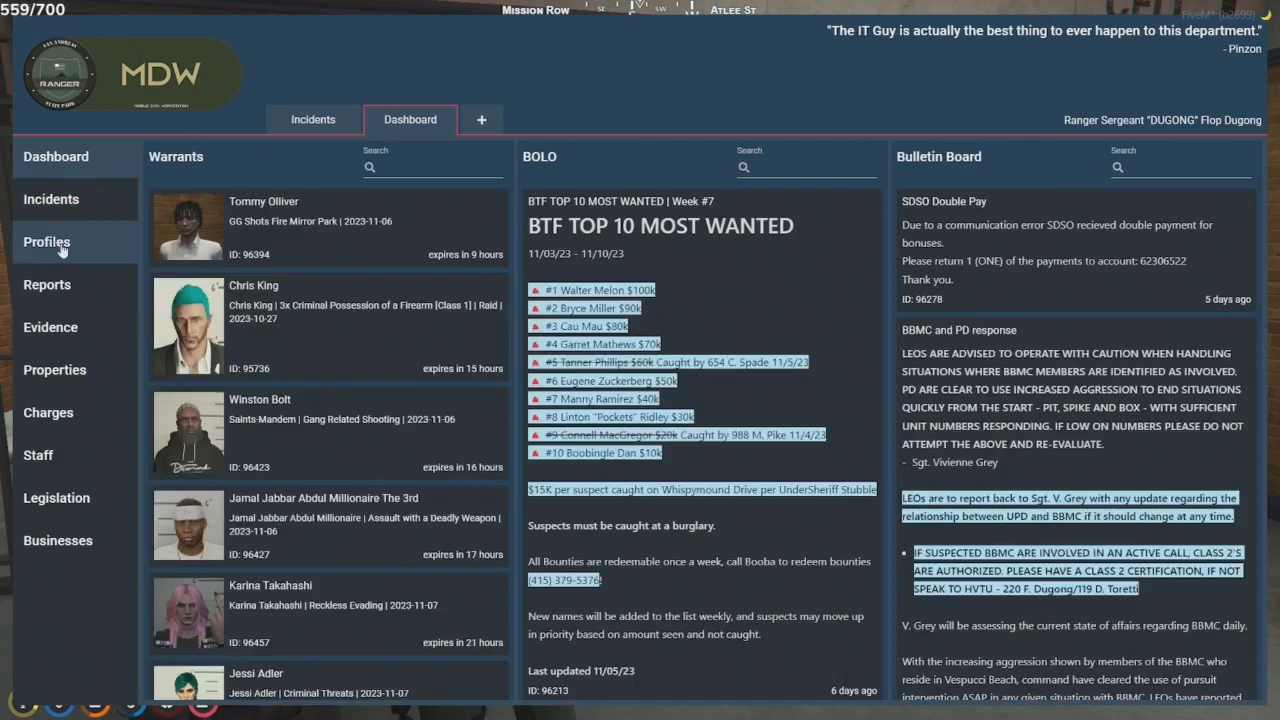 559/700
Mission Row
SE
SW
Atlee St
FiveM* (b2699)
"The IT Guy is actually the best thing to ever happen to this department."
- Pinzon
SAN ANDREAS
RANGER
STATE PARK
MDW
Incidents
Dashboard
+
Ranger Sergeant "DUGONG" Flop Dugong
Dashboard
Incidents
Profiles
Reports
Evidence
Properties
Charges
Staff
Legislation
Businesses
Warrants
Search
Tommy Olliver
GG Shots Fire Mirror Park | 2023-11-06
ID: 96394
expires in 9 hours
Chris King
Chris King | 3x Criminal Possession of a Firearm [Class 1] | Raid |
2023-10-27
ID: 95736
expires in 15 hours
Winston Bolt
Saints-Mandem | Gang Related Shooting | 2023-11-06
ID: 96423
expires in 16 hours
Jamal Jabbar Abdul Millionaire The 3rd
Jamal Jabbar Abdul Millionaire | Assault with a Deadly Weapon |
2023-11-06
ID: 96427
expires in 17 hours
Karina Takahashi
Karina Takahashi | Reckless Evading | 2023-11-07
ID: 96457
expires in 21 hours
Jessi Adler
Jessi Adler | Criminal Threats | 2023-11-07
BOLO
Search
BTF TOP 10 MOST WANTED | Week #7
BTF TOP 10 MOST WANTED
11/03/23 - 11/10/23
#1 Walter Melon $100k
#2 Bryce Miller $90k
#3 Cau Mau $80k
#4 Garret Mathews $70k
#5 Tanner Phillips $60k Caught by 654 C. Spade 11/5/23
#6 Eugene Zuckerberg $50k
#7 Manny Ramirez $40k
#8 Linton "Pockets" Ridley $30k
#9 Connell MacGregor $20k Caught by 988 M. Pike 11/4/23
#10 Boobingle Dan $10k
$15K per suspect caught on Whispymound Drive per UnderSheriff Stubble
Suspects must be caught at a burglary.
All Bounties are redeemable once a week, call Booba to redeem bounties
(415) 379-5376.
New names will be added to the list weekly, and suspects may move up
in priority based on amount seen and not caught.
Last updated 11/05/23
ID: 96213
6 days ago
Bulletin Board
Search
SDSO Double Pay
Due to a communication error SDSO recieved double payment for
bonuses.
Please return 1 (ONE) of the payments to account: 62306522
Thank you.
ID: 96278
5 days ago
BBMC and PD response
LEOS ARE ADVISED TO OPERATE WITH CAUTION WHEN HANDLING
SITUATIONS WHERE BBMC MEMBERS ARE IDENTIFIED AS INVOLVED.
PD ARE CLEAR TO USE INCREASED AGGRESSION TO END SITUATIONS
QUICKLY FROM THE START - PIT, SPIKE AND BOX - WITH SUFFICIENT
UNIT NUMBERS RESPONDING. IF LOW ON NUMBERS PLEASE DO NOT
ATTEMPT THE ABOVE AND RE-EVALUATE.
- Sgt. Vivienne Grey
LEOs are to report back to Sgt. V. Grey with any update regarding the
relationship between UPD and BBMC if it should change at any time.
• IF SUSPECTED BBMC ARE INVOLVED IN AN ACTIVE CALL, CLASS 2'S
ARE AUTHORIZED. PLEASE HAVE A CLASS 2 CERTIFICATION, IF NOT
SPEAK TO HVTU - 220 F. Dugong/119 D. Toretti
V. Grey will be assessing the current state of affairs regarding BBMC daily.
With the increasing aggression shown by members of the BBMC who
reside in Vespucci Beach, command have cleared the use of pursuit
intervention ASAP in any given situation with BBMC. LEOs have reported